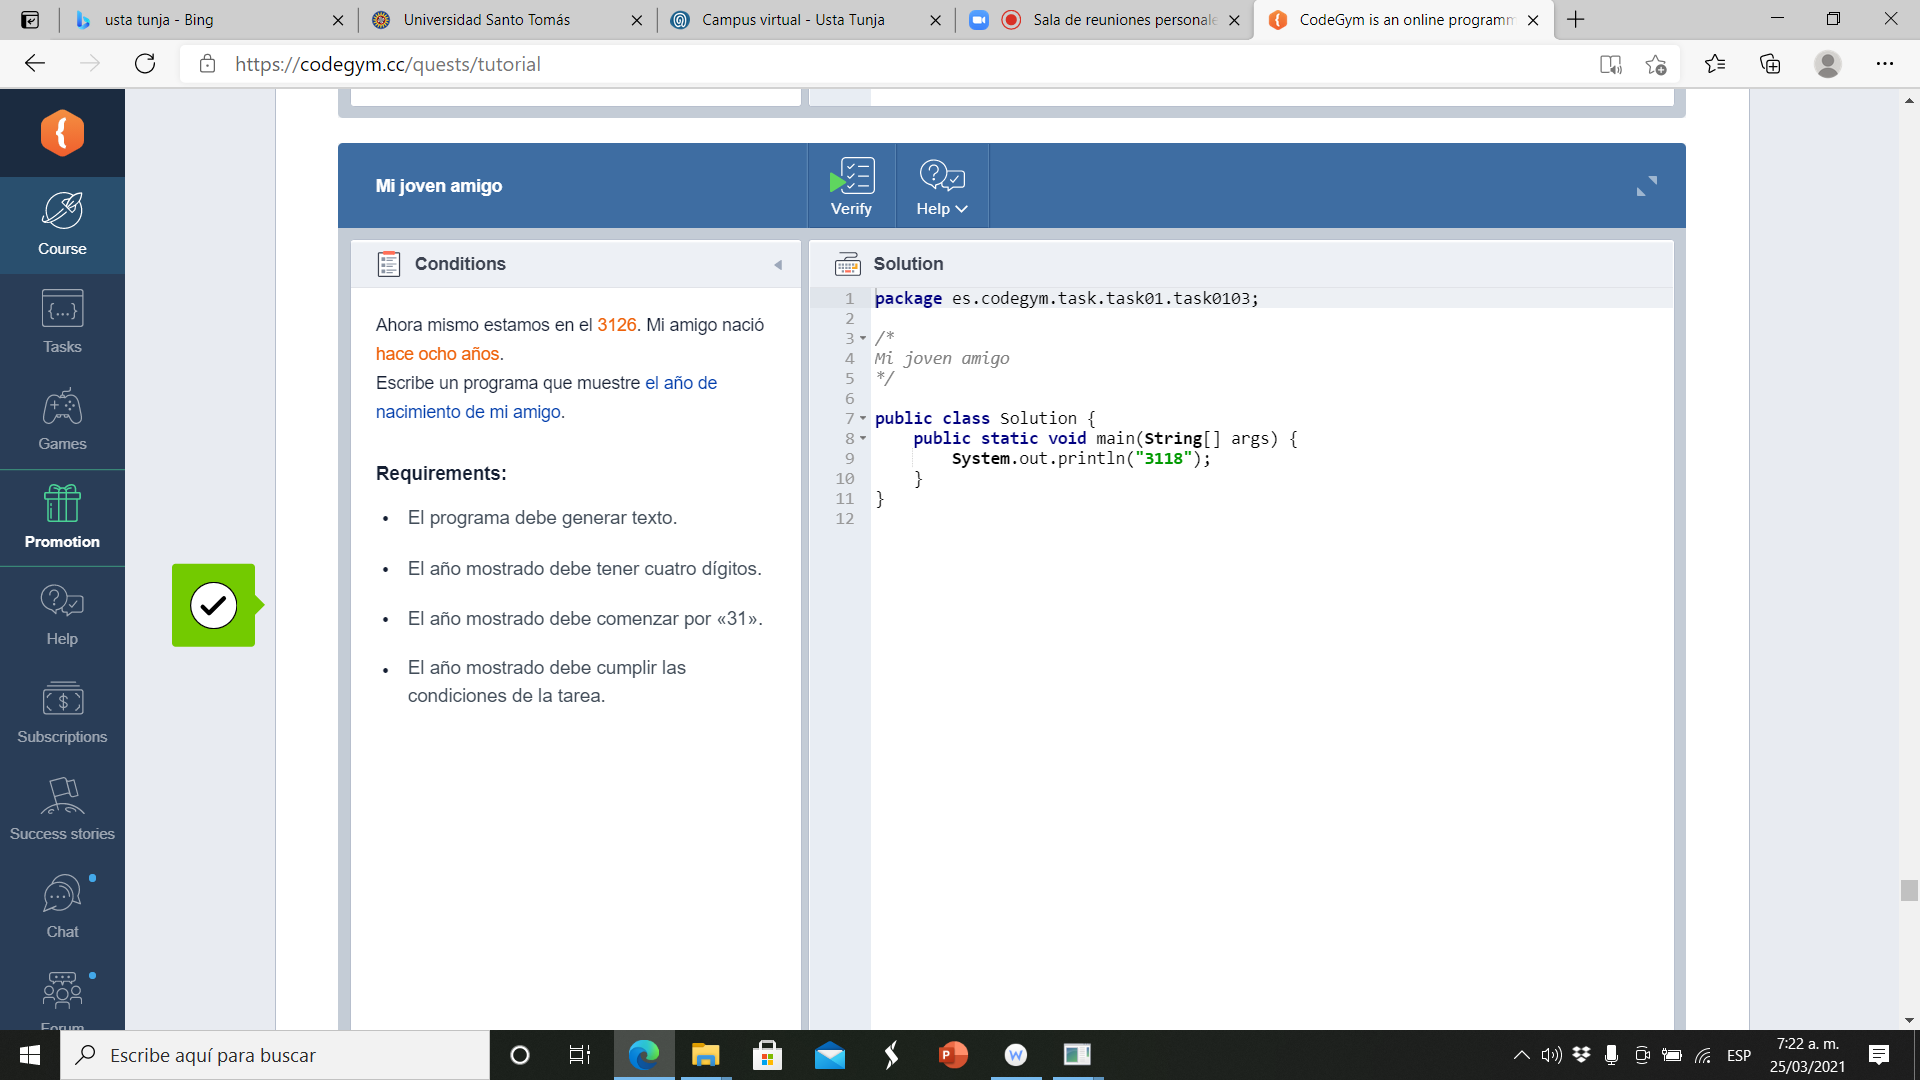 usta tunja - Bing
Universidad Santo Tomás
Campus virtual - Usta Tunja
Sala de reuniones personale
CodeGym is an online programm
https://codegym.cc/quests/tutorial
Course
Tasks
Games
Promotion
Help
Subscriptions
Success stories
Chat
Forum
Mi joven amigo
Verify
Help
Conditions
Ahora mismo estamos en el 3126. Mi amigo nació
hace ocho años.
Escribe un programa que muestre el año de
nacimiento de mi amigo.
Requirements:
• El programa debe generar texto.
• El año mostrado debe tener cuatro dígitos.
• El año mostrado debe comenzar por «31».
• El año mostrado debe cumplir las
condiciones de la tarea.
Solution
1 package es.codegym.task.task01.task0103;
2
3 /*
4 Mi joven amigo
5 */
6
7 public class Solution {
8 public static void main(String[] args) {
9 System.out.println("3118");
10 }
11 }
12
Escribe aquí para buscar
ESP
7:22 a. m.
25/03/2021